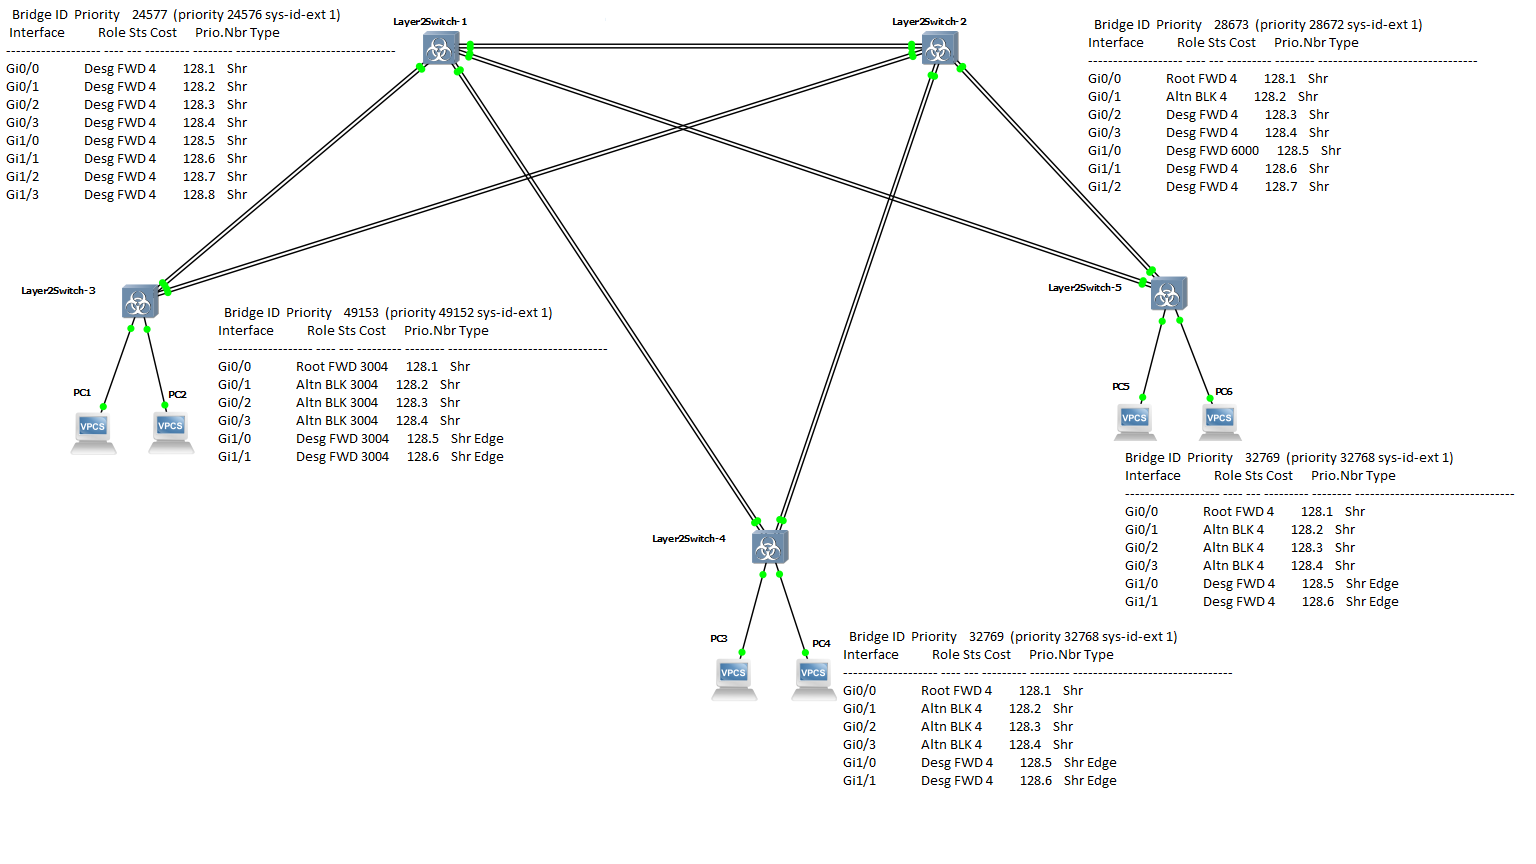 Bridge ID  Priority    24577  (priority 24576 sys-id-ext 1)
Interface           Role Sts Cost      Prio.Nbr Type
------------------- ---- --- --------- -------- --------------------------------
Gi0/0               Desg FWD 4         128.1    Shr
Gi0/1               Desg FWD 4         128.2    Shr
Gi0/2               Desg FWD 4         128.3    Shr
Gi0/3               Desg FWD 4         128.4    Shr
Gi1/0               Desg FWD 4         128.5    Shr
Gi1/1               Desg FWD 4         128.6    Shr
Gi1/2               Desg FWD 4         128.7    Shr
Gi1/3               Desg FWD 4         128.8    Shr
Layer2Switch-1
Layer2Switch-2
Bridge ID  Priority    28673  (priority 28672 sys-id-ext 1)
Interface           Role Sts Cost      Prio.Nbr Type
------------------- ---- --- --------- -------- --------------------------------
Gi0/0               Root FWD 4         128.1    Shr
Gi0/1               Altn BLK 4         128.2    Shr
Gi0/2               Desg FWD 4         128.3    Shr
Gi0/3               Desg FWD 4         128.4    Shr
Gi1/0               Desg FWD 6000      128.5    Shr
Gi1/1               Desg FWD 4         128.6    Shr
Gi1/2               Desg FWD 4         128.7    Shr
Layer2Switch-3
Bridge ID  Priority    49153  (priority 49152 sys-id-ext 1)
Interface           Role Sts Cost      Prio.Nbr Type
------------------- ---- --- --------- -------- --------------------------------
Gi0/0               Root FWD 3004      128.1    Shr
Gi0/1               Altn BLK 3004      128.2    Shr
Gi0/2               Altn BLK 3004      128.3    Shr
Gi0/3               Altn BLK 3004      128.4    Shr
Gi1/0               Desg FWD 3004      128.5    Shr Edge
Gi1/1               Desg FWD 3004      128.6    Shr Edge
PC1
PC2
VPCS
VPCS
Layer2Switch-5
PC5
PC6
VPCS
VPCS
Bridge ID  Priority    32769  (priority 32768 sys-id-ext 1)
Interface           Role Sts Cost      Prio.Nbr Type
------------------- ---- --- --------- -------- --------------------------------
Gi0/0               Root FWD 4         128.1    Shr
Gi0/1               Altn BLK 4         128.2    Shr
Gi0/2               Altn BLK 4         128.3    Shr
Gi0/3               Altn BLK 4         128.4    Shr
Gi1/0               Desg FWD 4         128.5    Shr Edge
Gi1/1               Desg FWD 4         128.6    Shr Edge
Layer2Switch-4
PC3
PC4
VPCS
VPCS
Bridge ID  Priority    32769  (priority 32768 sys-id-ext 1)
Interface           Role Sts Cost      Prio.Nbr Type
------------------- ---- --- --------- -------- --------------------------------
Gi0/0               Root FWD 4         128.1    Shr
Gi0/1               Altn BLK 4         128.2    Shr
Gi0/2               Altn BLK 4         128.3    Shr
Gi0/3               Altn BLK 4         128.4    Shr
Gi1/0               Desg FWD 4         128.5    Shr Edge
Gi1/1               Desg FWD 4         128.6    Shr Edge